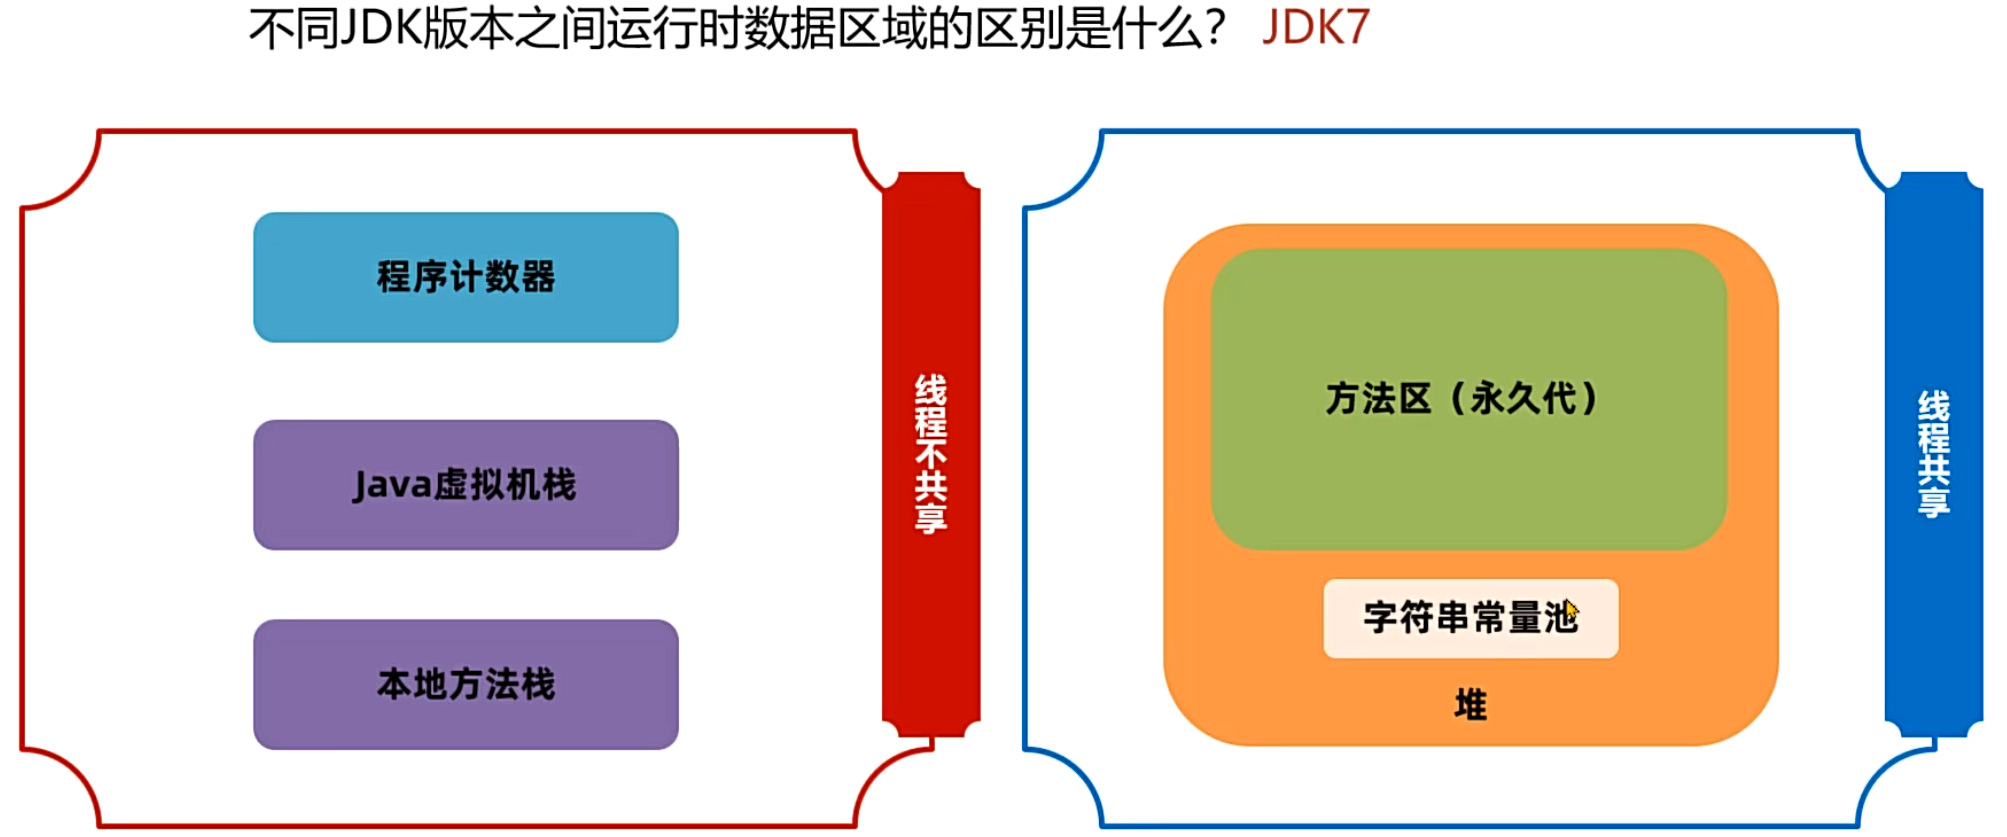 不同JDK版本之间运行时数据区域的区别是什么？ JDK7
程序计数器
Java虚拟机栈
本地方法栈
线程不共享
方法区（永久代）
字符串常量池
堆
线程共享